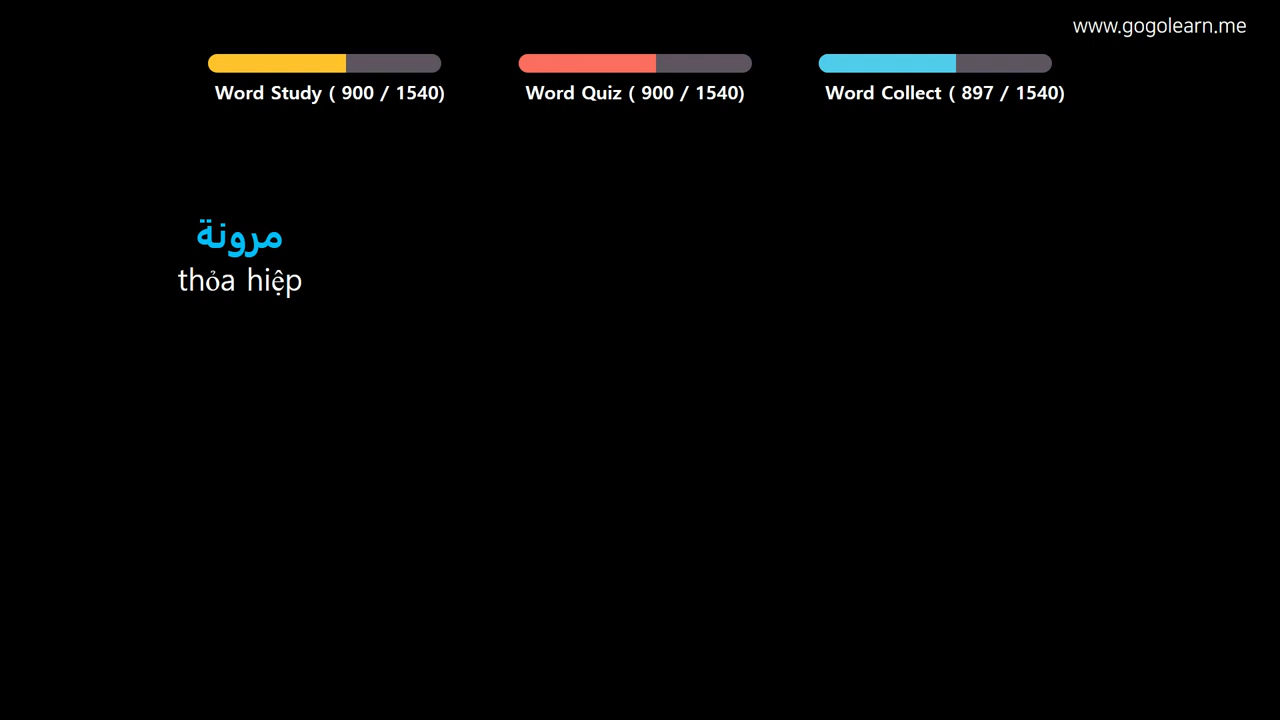 www.gogolearn.me
Word Study ( 900 / 1540)
Word Quiz ( 900 / 1540)
Word Collect ( 897 / 1540)
مرونة
thỏa hiệp